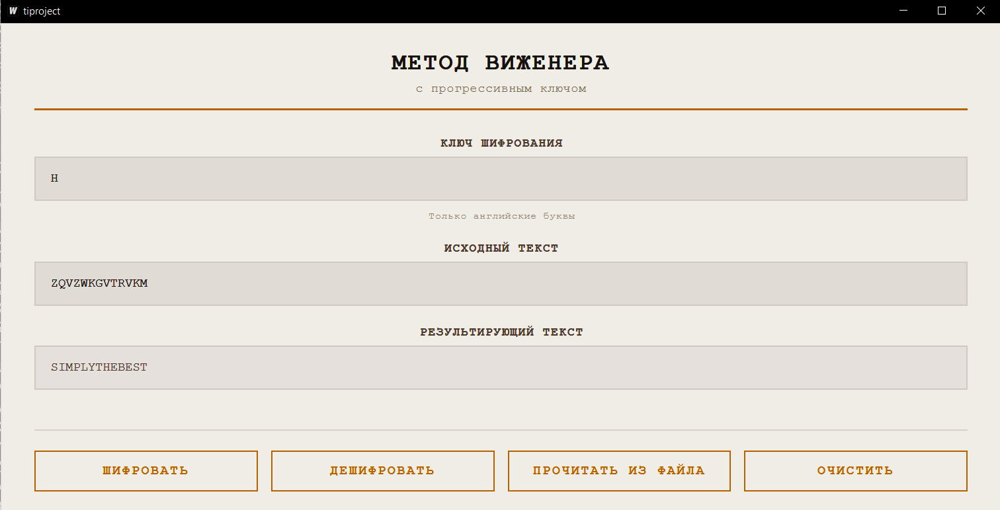 W tiproject
МЕТОД ВИЖЕНЕРА
с прогрессивным ключом
КЛЮЧ ШИФРОВАНИЯ
H
Только английские буквы
ИСХОДНЫЙ ТЕКСТ
ZQVZWKGVTRVKM
РЕЗУЛЬТИРУЮЩИЙ ТЕКСТ
SIMPLYTHEBEST
ШИФРОВАТЬ ДЕШИФРОВАТЬ ПРОЧИТАТЬ ИЗ ФАЙЛА ОЧИСТИТЬ